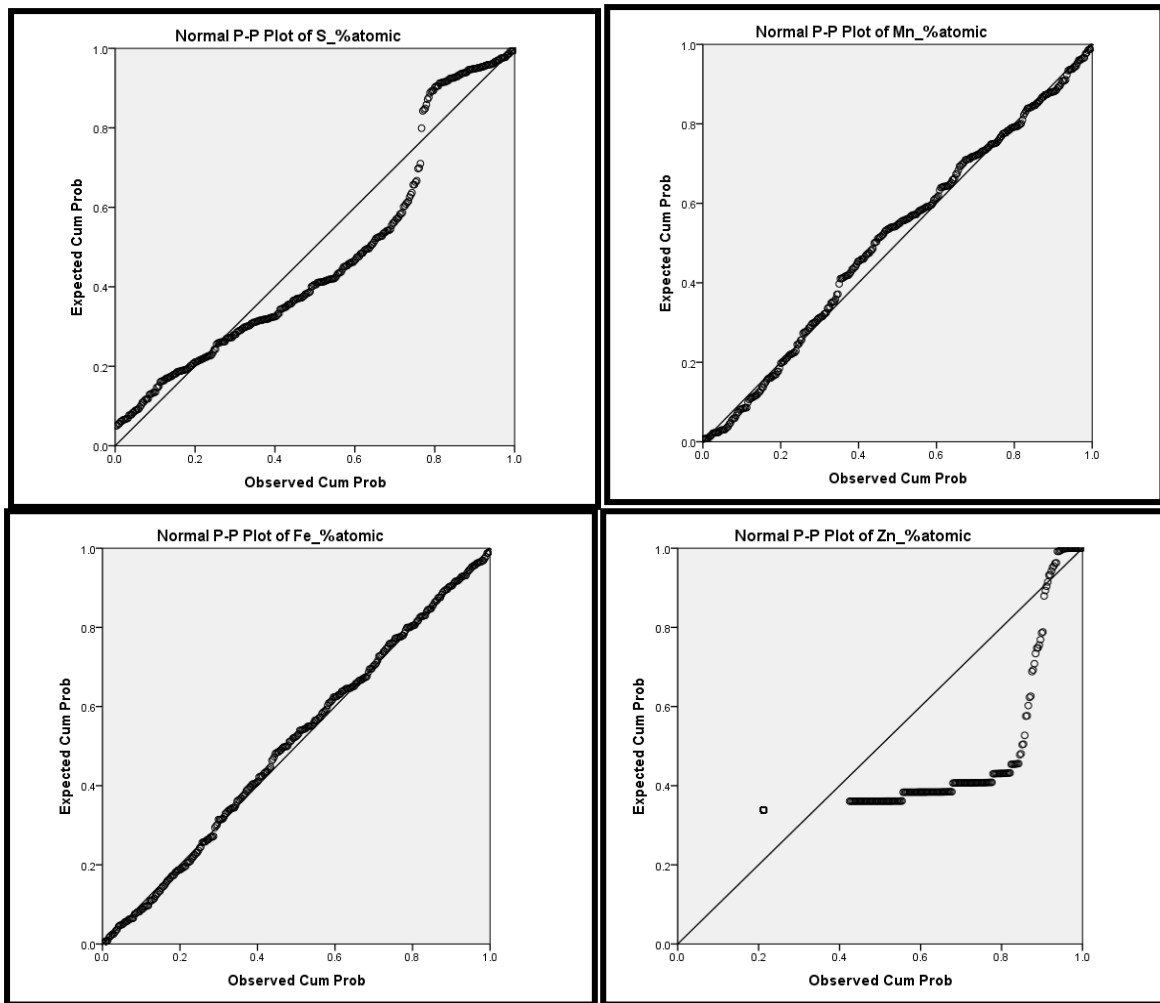 Normal P-P Plot of S_%atomic
1.0
0.8
0.6
0.4
0.2
0.0
Expected Cum Prob
0.0 0.2 0.4 0.6 0.8 1.0
Observed Cum Prob
Normal P-P Plot of Mn_%atomic
1.0
0.8
0.6
0.4
0.2
0.0
Expected Cum Prob
0.0 0.2 0.4 0.6 0.8 1.0
Observed Cum Prob
Normal P-P Plot of Fe_%atomic
1.0
0.8
0.6
0.4
0.2
0.0
Expected Cum Prob
0.0 0.2 0.4 0.6 0.8 1.0
Observed Cum Prob
Normal P-P Plot of Zn_%atomic
1.0
0.8
0.6
0.4
0.2
0.0
Expected Cum Prob
0.0 0.2 0.4 0.6 0.8 1.0
Observed Cum Prob